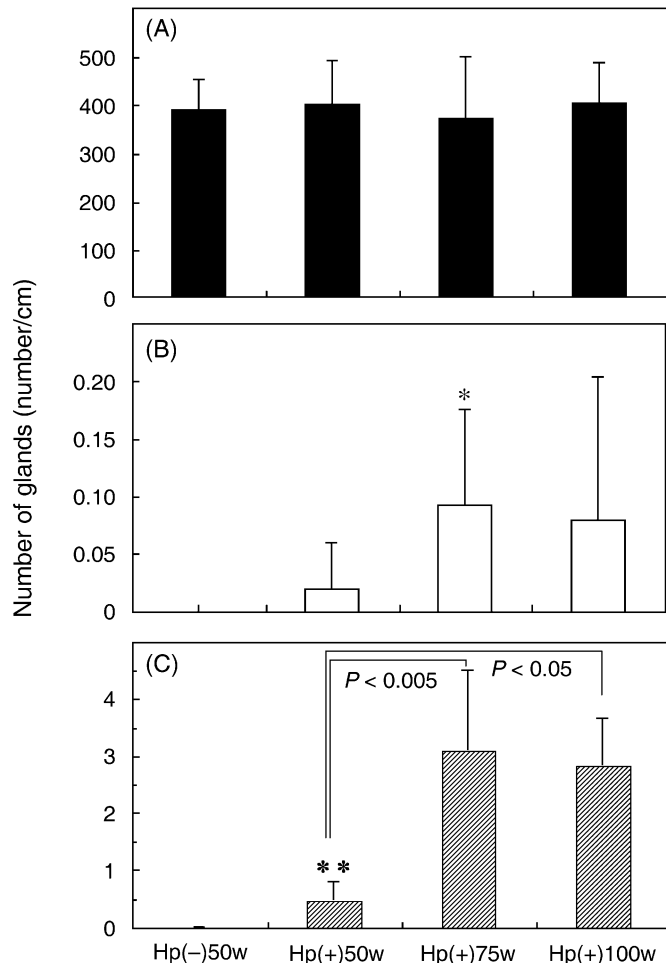 Number of glands (number/cm)
(A)
500
400
300
200
100
0
(B)
0.20
0.15
0.10
0.05
0
*
(C)
4
3
2
1
0
P < 0.005
P < 0.05
**
Hp(−)50w Hp(+)50w Hp(+)75w Hp(+)100w